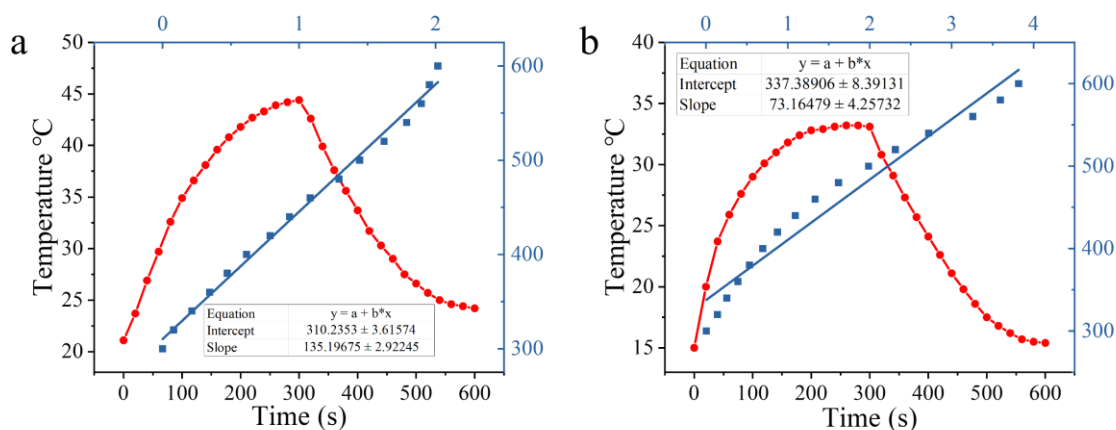 a
0 1 2
50
45
40
35
30
25
20
Temperature °C
600
500
400
300
Equation y = a + b*x
Intercept 310.2353 ± 3.61574
Slope 135.19675 ± 2.92245
0 100 200 300 400 500 600
Time (s)
b
0 1 2 3 4
40
35
30
25
20
15
Temperature °C
600
500
400
300
Equation y = a + b*x
Intercept 337.38906 ± 8.39131
Slope 73.16479 ± 4.25732
0 100 200 300 400 500 600
Time (s)